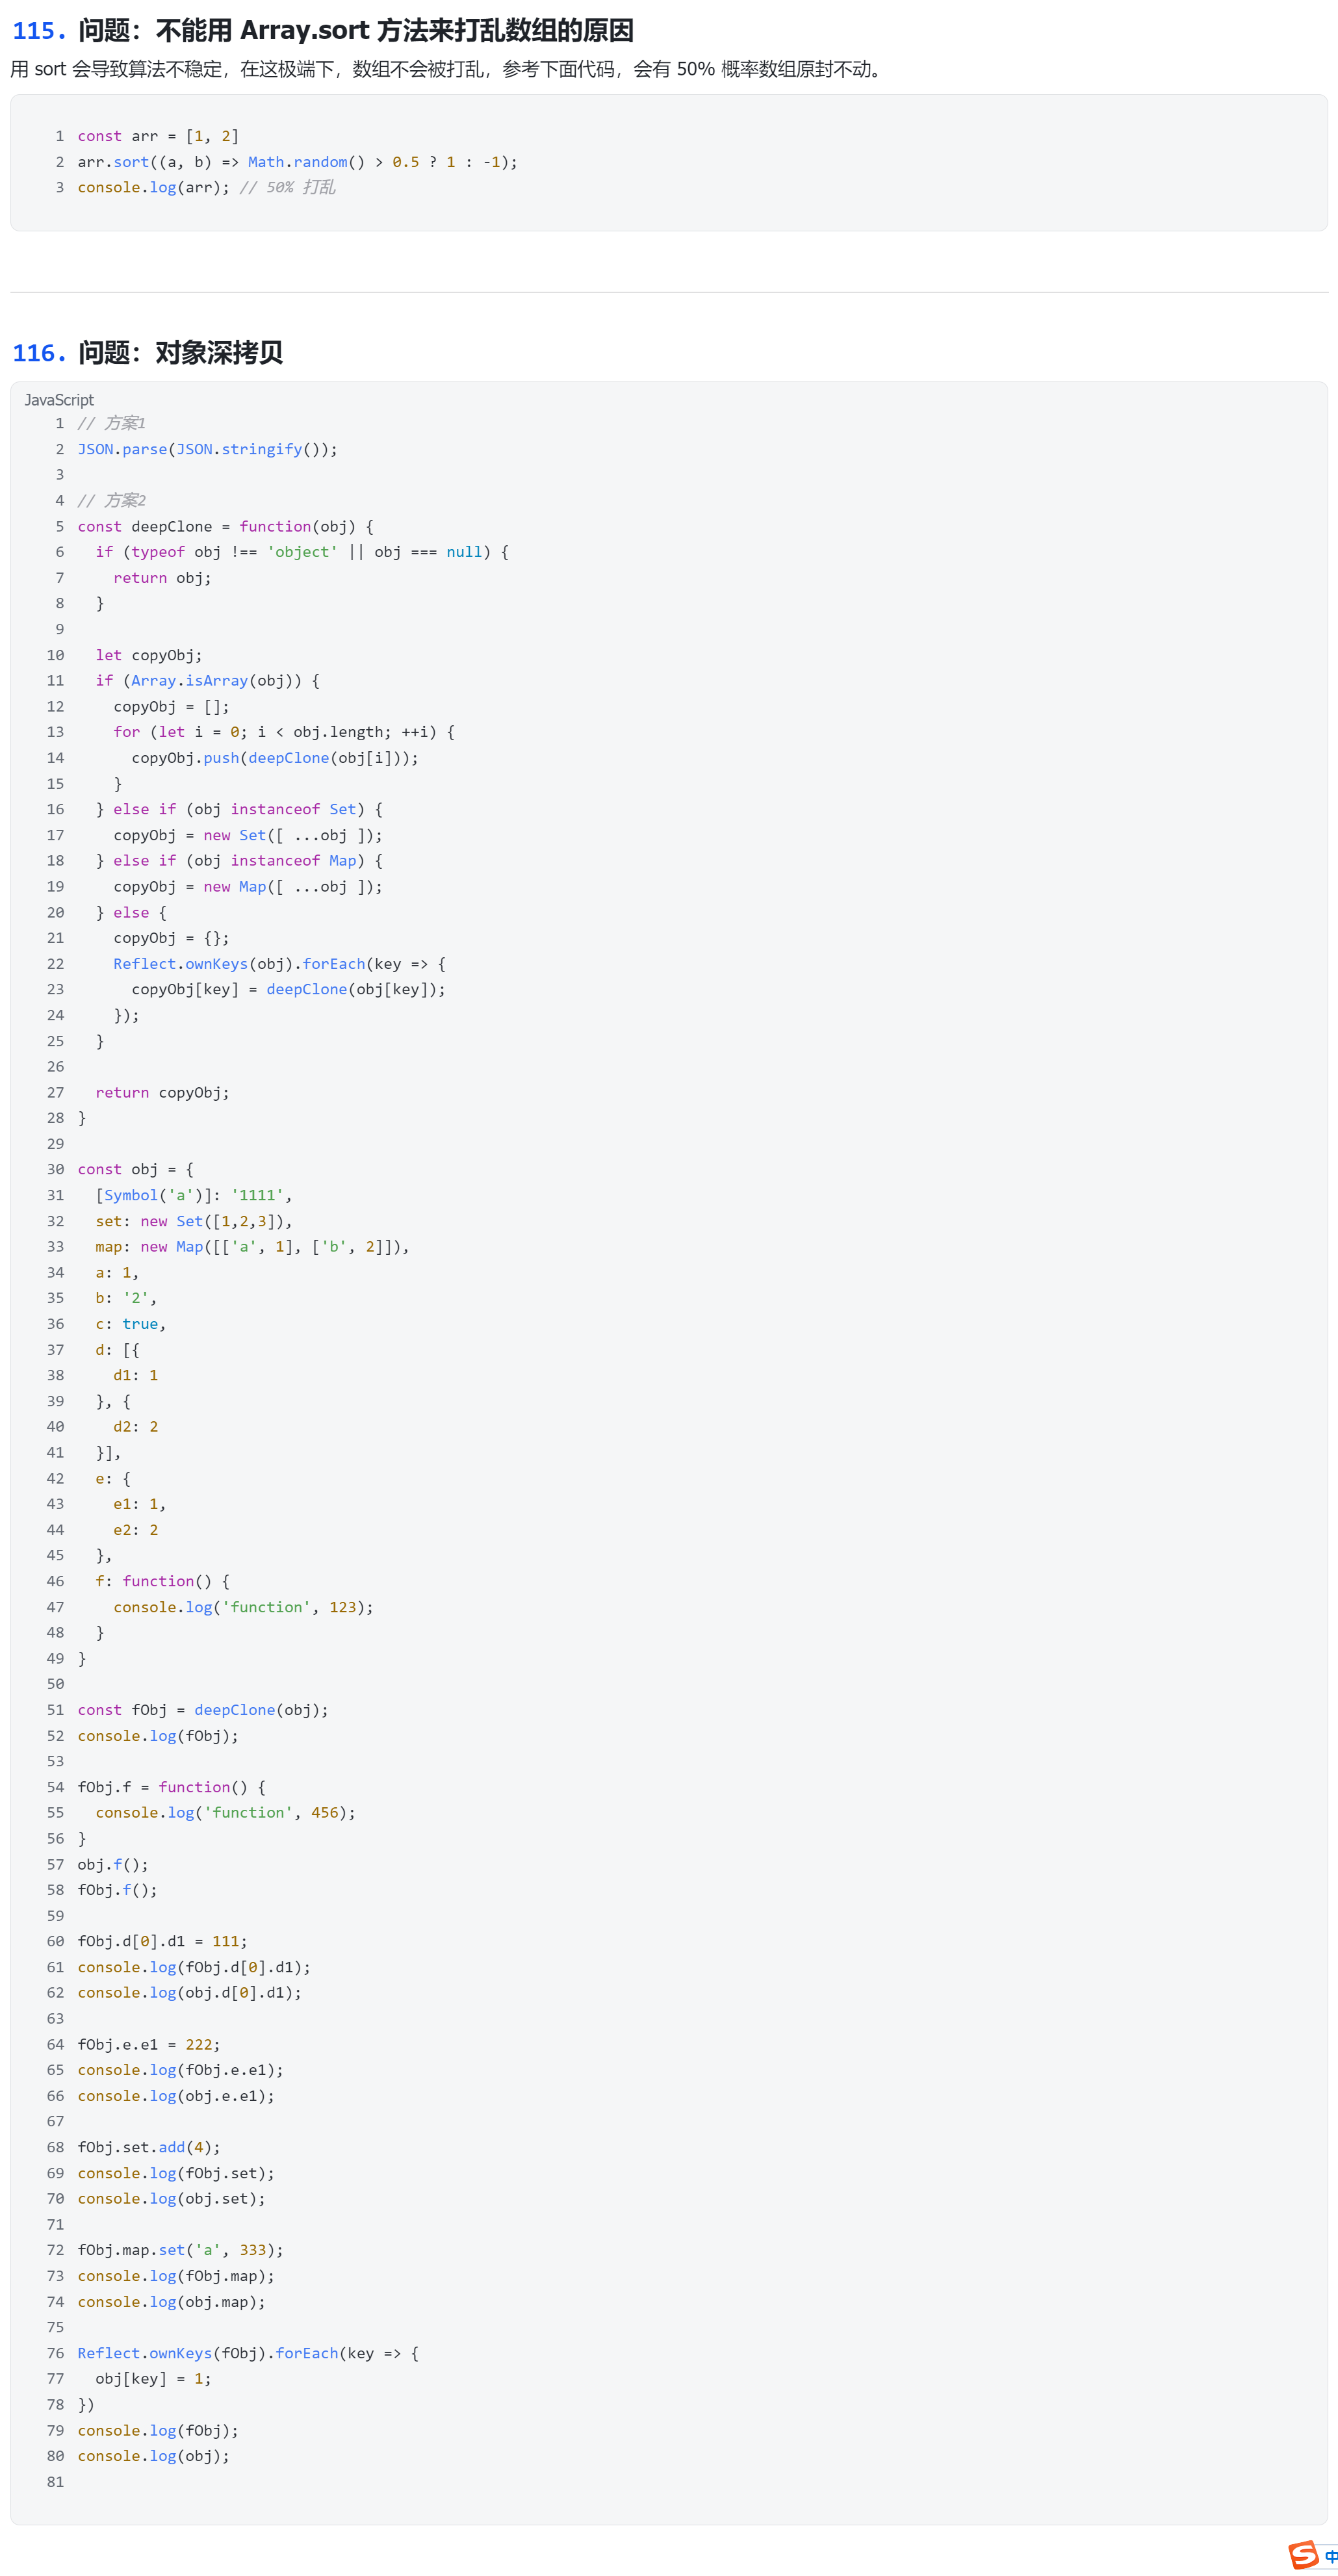 115. 问题：不能用 Array.sort 方法来打乱数组的原因
用 sort 会导致算法不稳定，在这极端下，数组不会被打乱，参考下面代码，会有 50% 概率数组原封不动。
1 const arr = [1, 2]
2 arr.sort((a, b) => Math.random() > 0.5 ? 1 : -1);
3 console.log(arr); // 50% 打乱
116. 问题：对象深拷贝
JavaScript
1 // 方案1
2 JSON.parse(JSON.stringify());
3
4 // 方案2
5 const deepClone = function(obj) {
6   if (typeof obj !== 'object' || obj === null) {
7     return obj;
8   }
9
10   let copyObj;
11   if (Array.isArray(obj)) {
12     copyObj = [];
13     for (let i = 0; i < obj.length; ++i) {
14       copyObj.push(deepClone(obj[i]));
15     }
16   } else if (obj instanceof Set) {
17     copyObj = new Set([ ...obj ]);
18   } else if (obj instanceof Map) {
19     copyObj = new Map([ ...obj ]);
20   } else {
21     copyObj = {};
22     Reflect.ownKeys(obj).forEach(key => {
23       copyObj[key] = deepClone(obj[key]);
24     });
25   }
26
27   return copyObj;
28 }
29
30 const obj = {
31   [Symbol('a')]: '1111',
32   set: new Set([1,2,3]),
33   map: new Map([['a', 1], ['b', 2]]),
34   a: 1,
35   b: '2',
36   c: true,
37   d: [{
38     d1: 1
39   }, {
40     d2: 2
41   }],
42   e: {
43     e1: 1,
44     e2: 2
45   },
46   f: function() {
47     console.log('function', 123);
48   }
49 }
50
51 const fObj = deepClone(obj);
52 console.log(fObj);
53
54 fObj.f = function() {
55   console.log('function', 456);
56 }
57 obj.f();
58 fObj.f();
59
60 fObj.d[0].d1 = 111;
61 console.log(fObj.d[0].d1);
62 console.log(obj.d[0].d1);
63
64 fObj.e.e1 = 222;
65 console.log(fObj.e.e1);
66 console.log(obj.e.e1);
67
68 fObj.set.add(4);
69 console.log(fObj.set);
70 console.log(obj.set);
71
72 fObj.map.set('a', 333);
73 console.log(fObj.map);
74 console.log(obj.map);
75
76 Reflect.ownKeys(fObj).forEach(key => {
77   obj[key] = 1;
78 })
79 console.log(fObj);
80 console.log(obj);
81
S 中